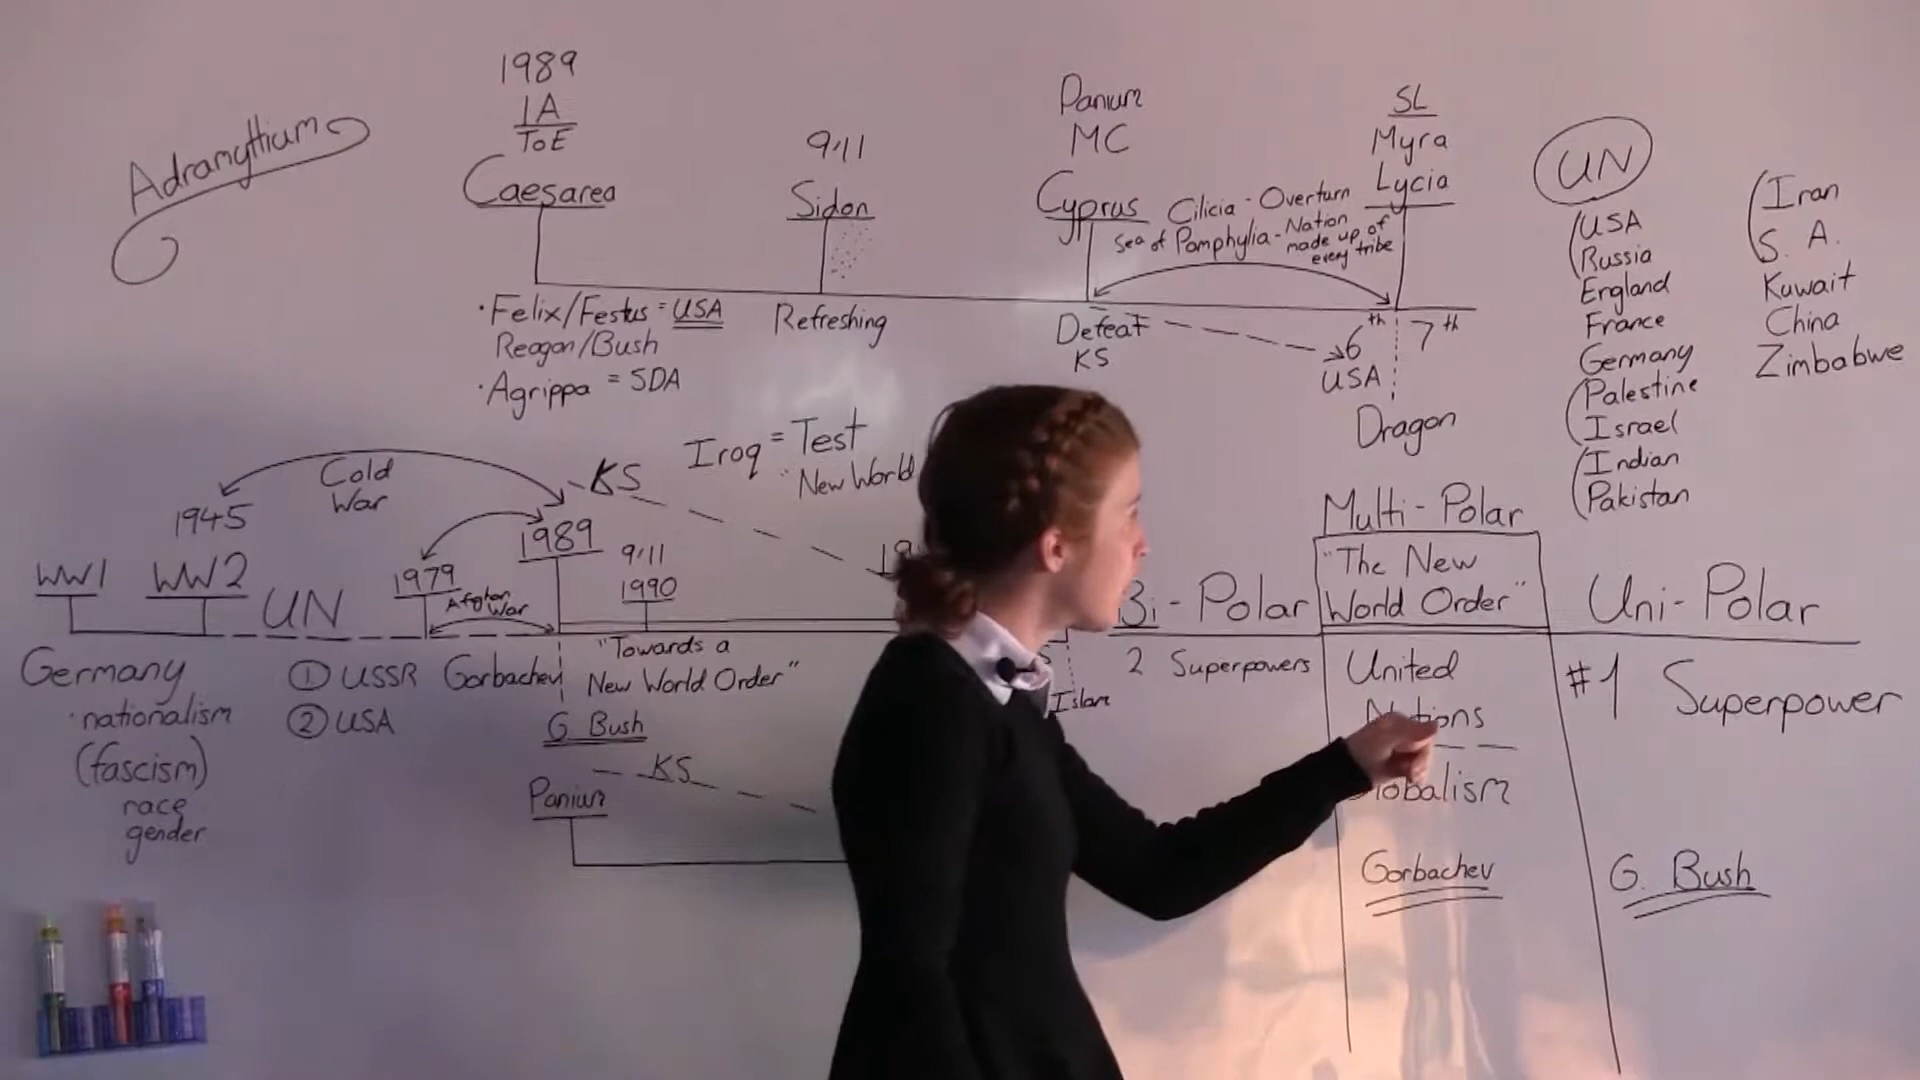 Adramyttium
1989
1A
ToE
Caesarea
9/11
Sidon
Panium
MC
Cyprus
Cilicia - Overturn
Sea of Pamphylia - Nation
made up of
every tribe
SL
Myra
Lycia
· Felix/Festus = USA
Reagan/Bush
· Agrippa = SDA
Refreshing
Defeat
KS
6th
USA
7th
Dragon
UN
USA
Russia
England
France
Germany
Palestine
Israel
Indian
Pakistan
Iran
S. A.
Kuwait
China
Zimbabwe
Cold
War
KS
Iraq = Test
New World
1945
WW1
WW2
UN
1979
Afghan
War
1989
9/11
1990
Germany
· nationalism
(fascism)
race
gender
① USSR Gorbachev
② USA
"Towards a
New World Order"
G Bush
KS
Panium
Islam
Bi-Polar
2 Superpowers
Multi-Polar
"The New
World Order"
United
Nations
Globalism
Gorbachev
Uni-Polar
#1 Superpower
G. Bush